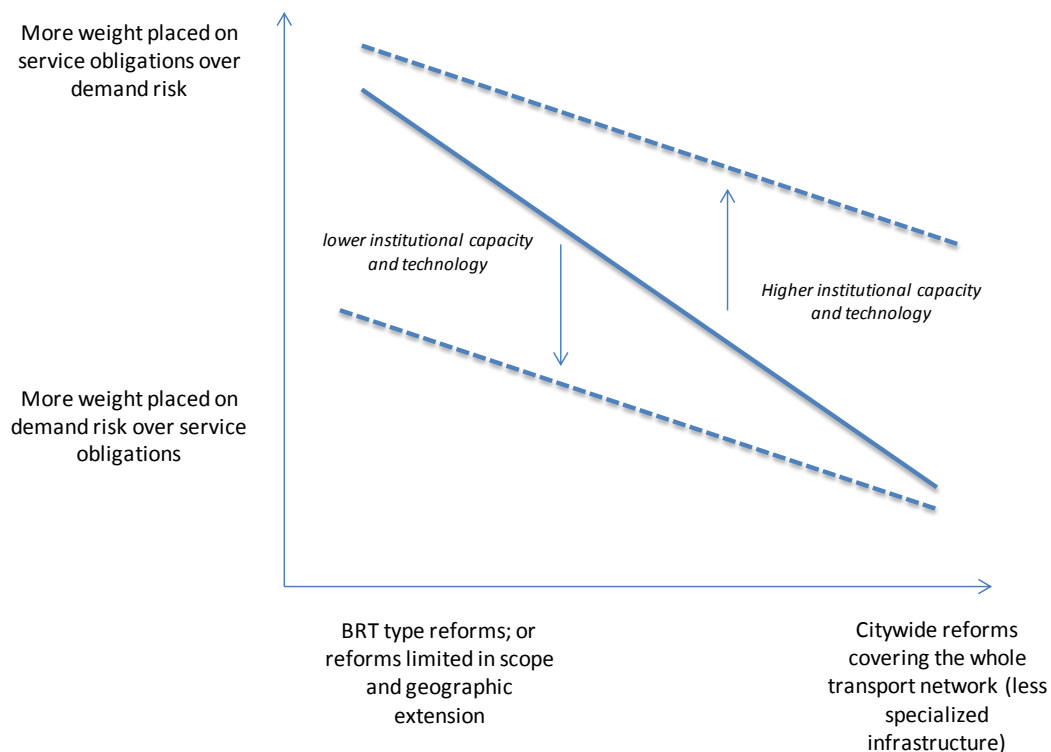 More weight placed on
service obligations over
demand risk
lower institutional capacity
and technology
Higher institutional capacity
and technology
More weight placed on
demand risk over service
obligations
BRT type reforms; or
reforms limited in scope
and geographic
extension
Citywide reforms
covering the whole
transport network (less
specialized
infrastructure)